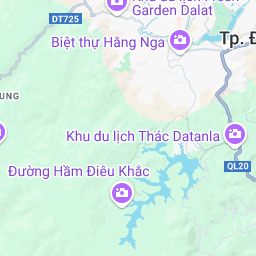 Garden Dalat
DT725
Biệt thự Hằng Nga
Tp. Đ
UNG
Khu du lịch Thác Datanla
QL20
Đường Hầm Điêu Khắc